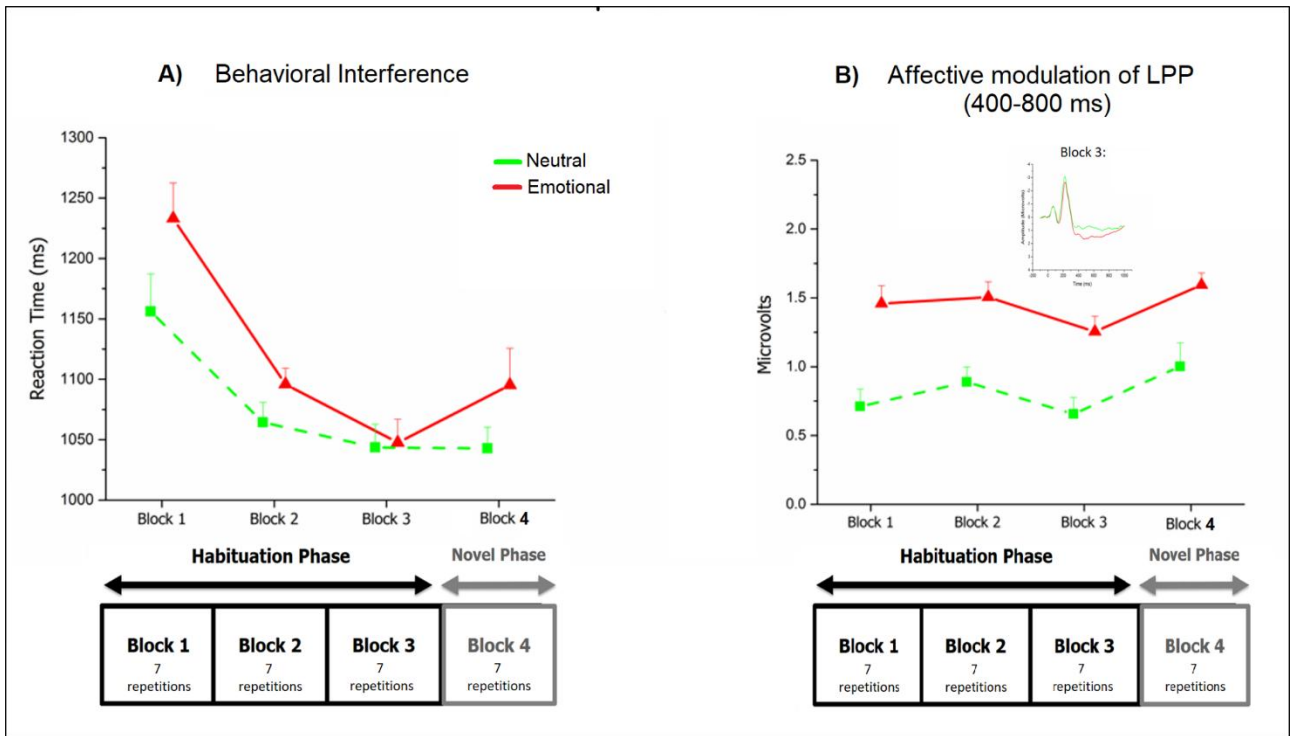 A) Behavioral Interference
1300
1250
1200
1150
1100
1050
1000
Reaction Time (ms)
Neutral
Emotional
Block 1 Block 2 Block 3 Block 4
Habituation Phase Novel Phase
Block 1 Block 2 Block 3 Block 4
7 7 7 7
repetitions repetitions repetitions repetitions
B) Affective modulation of LPP
(400-800 ms)
2.5
2.0
1.5
1.0
0.5
0.0
Microvolts
Block 3:
Amplitude (Microvolts)
Time (ms)
Block 1 Block 2 Block 3 Block 4
Habituation Phase Novel Phase
Block 1 Block 2 Block 3 Block 4
7 7 7 7
repetitions repetitions repetitions repetitions